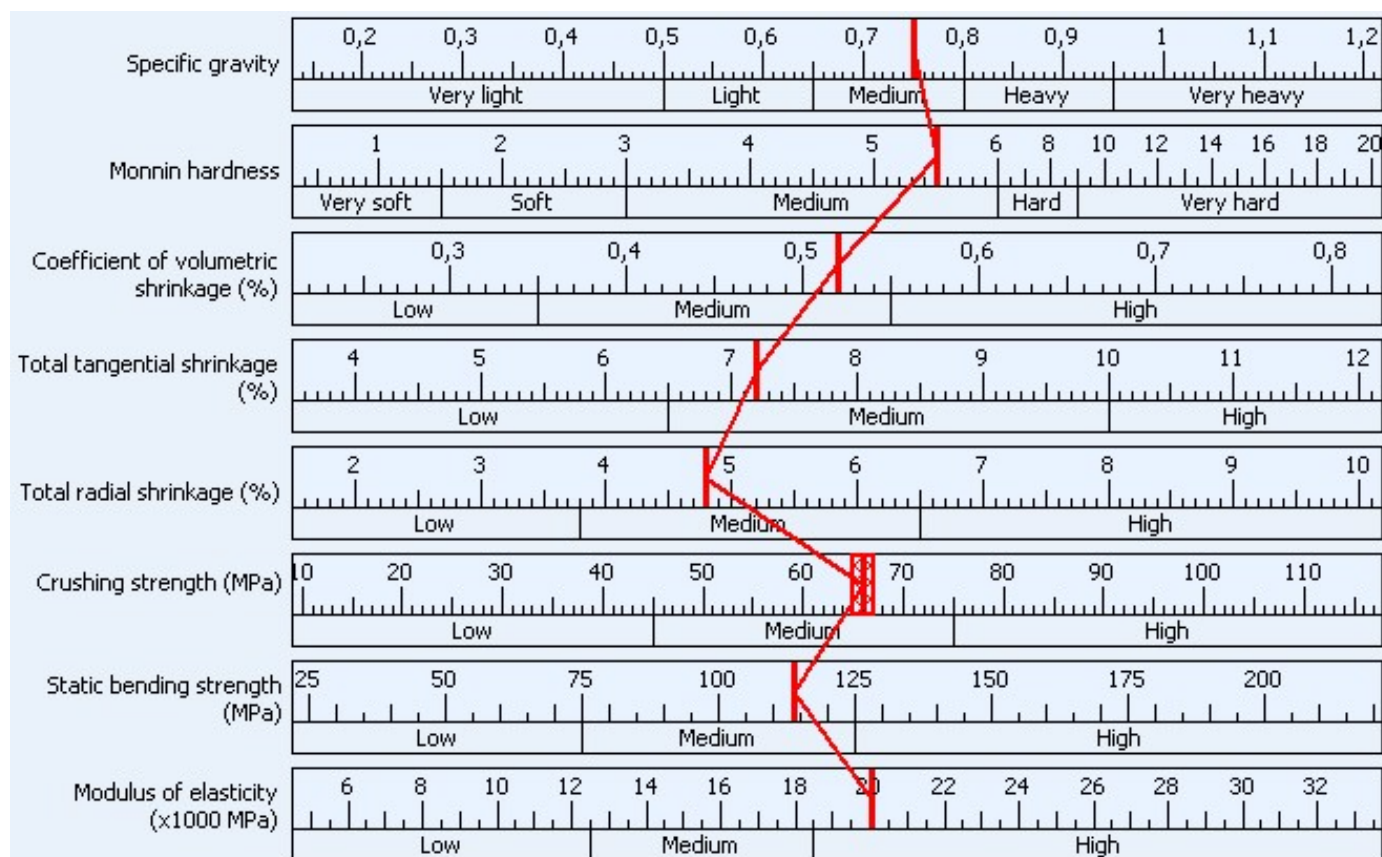 0,2 0,3 0,4 0,5 0,6 0,7 0,8 0,9 1 1,1 1,2
Specific gravity
Very light Light Medium Heavy Very heavy
1 2 3 4 5 6 8 10 12 14 16 18 20
Monnin hardness
Very soft Soft Medium Hard Very hard
0,3 0,4 0,5 0,6 0,7 0,8
Coefficient of volumetric
shrinkage (%)
Low Medium High
4 5 6 7 8 9 10 11 12
Total tangential shrinkage
(%)
Low Medium High
2 3 4 5 6 7 8 9 10
Total radial shrinkage (%)
Low Medium High
10 20 30 40 50 60 70 80 90 100 110
Crushing strength (MPa)
Low Medium High
25 50 75 100 125 150 175 200
Static bending strength
(MPa)
Low Medium High
6 8 10 12 14 16 18 20 22 24 26 28 30 32
Modulus of elasticity
(x1000 MPa)
Low Medium High